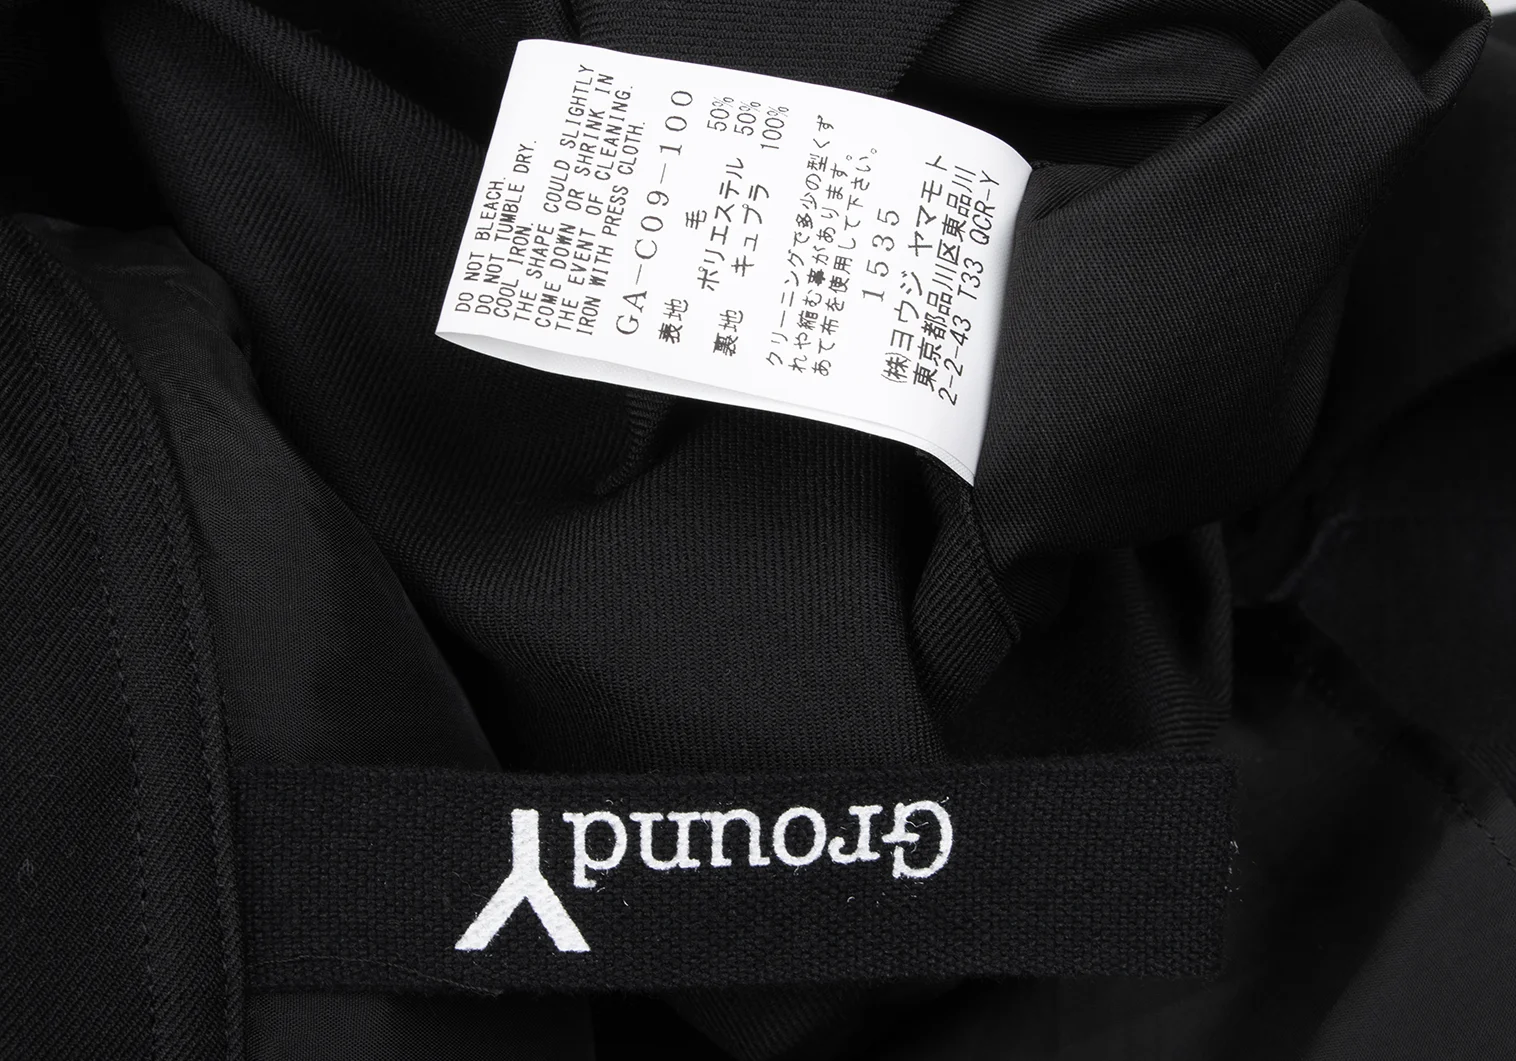 DO NOT BLEACH.
DO NOT TUMBLE DRY.
COOL IRON.
THE SHAPE COULD SLIGHTLY
COME DOWN OR SHRINK IN
THE EVENT OF CLEANING.
IRON WITH PRESS CLOTH.
GA-C09-100
表地 毛 50%
ポリエステル 50%
裏地 キュプラ 100%
クリーニングで多少の型くず
れや縮む事があります。
あて布を使用して下さい。
1535
(株)ヨウジ ヤマモト
東京都品川区東品川
2-2-43 T33 QCR-Y
GroundY